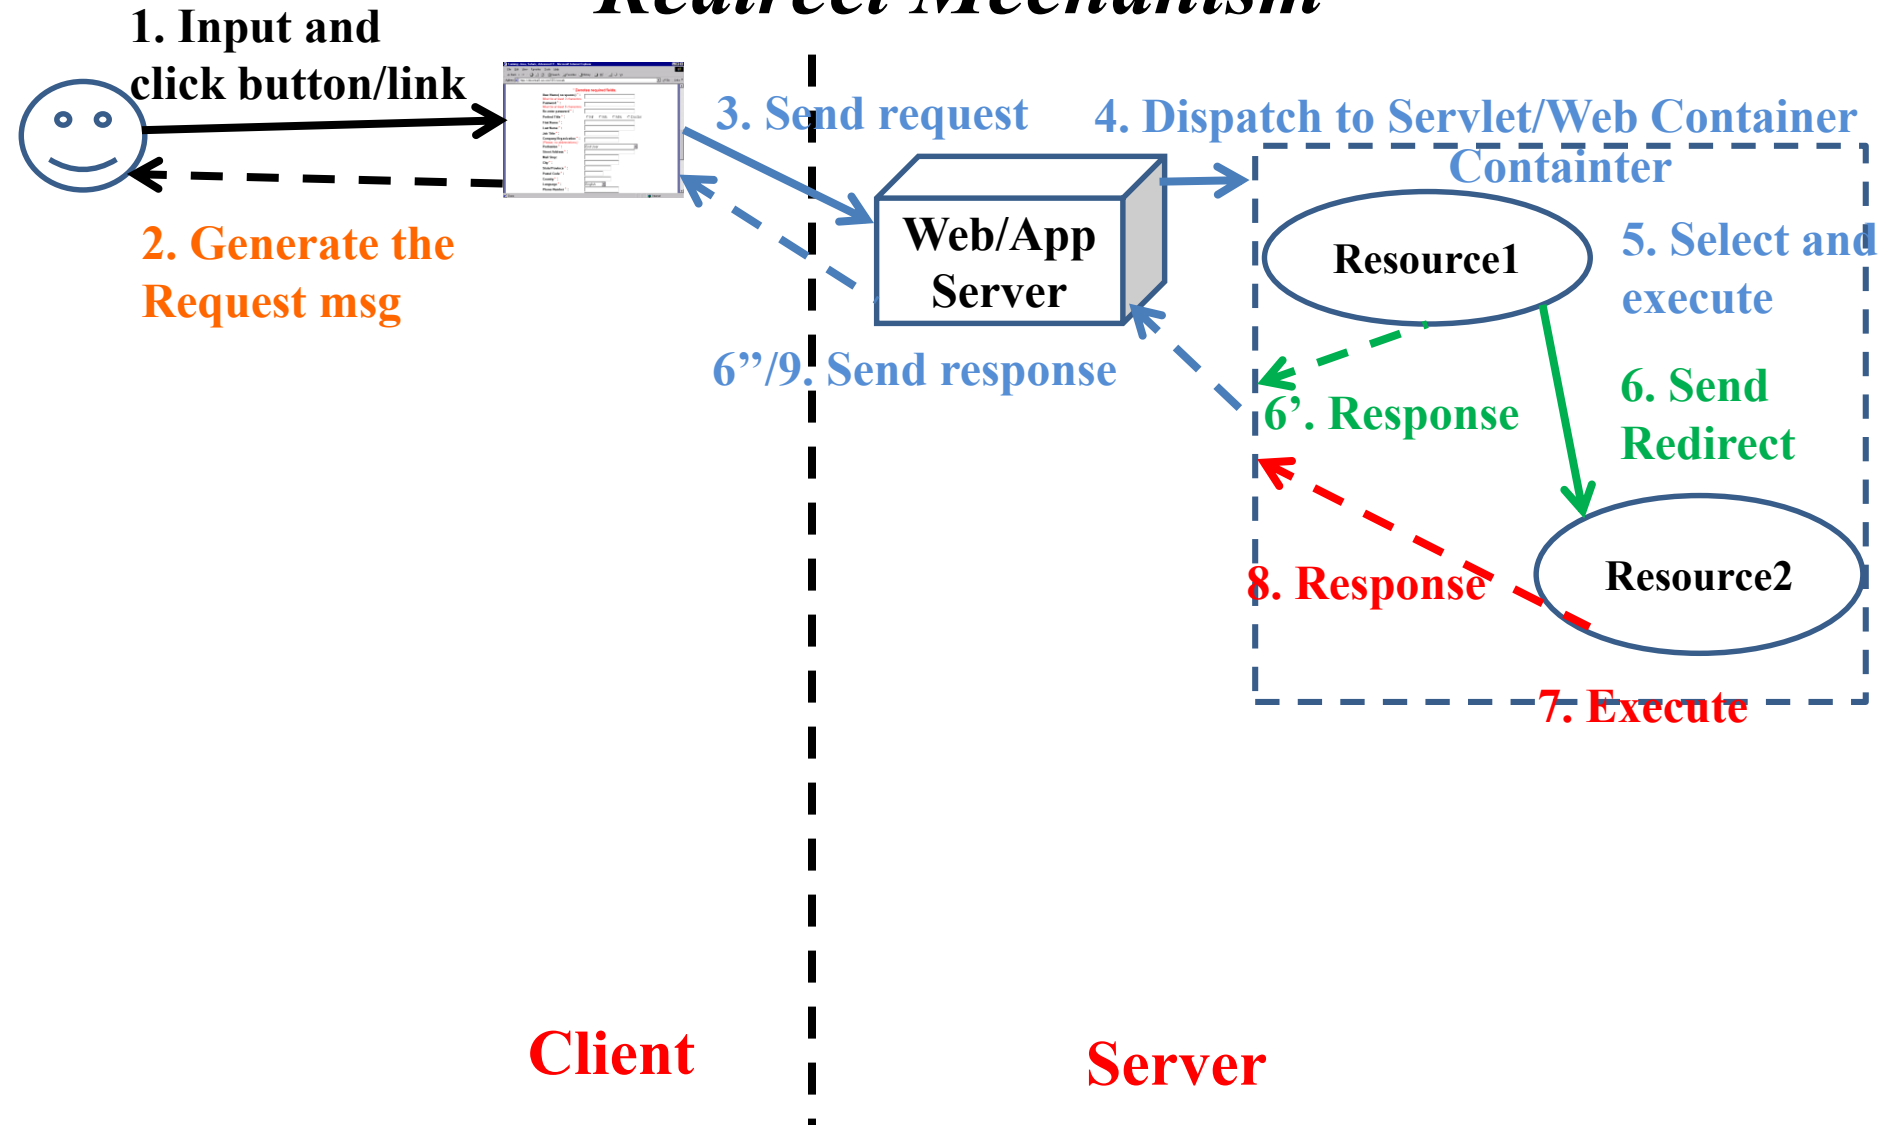 Redirect Mechanism
1. Input and
click button/link
3. Send request
4. Dispatch to Servlet/Web Container
Containter
2. Generate the
Request msg
Web/App
Server
Resource1
5. Select and
execute
6’’/9. Send response
6’. Response
6. Send
Redirect
8. Response
Resource2
7. Execute
Client
Server